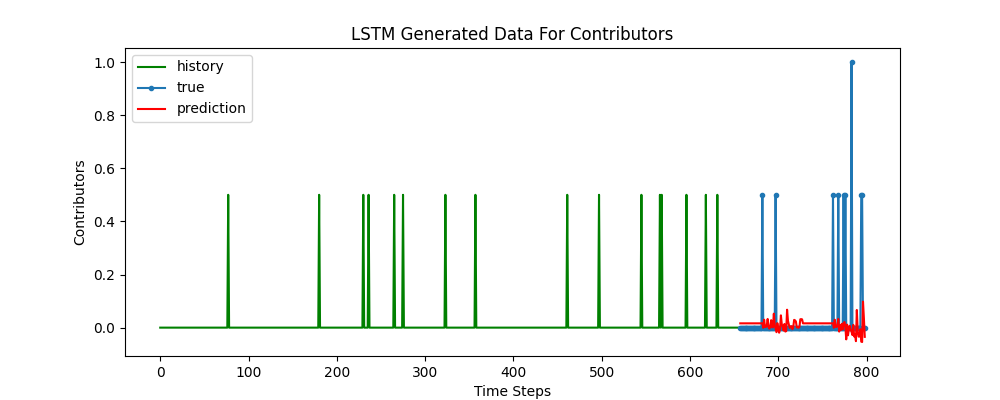 LSTM Generated Data For Contributors
history
true
prediction
1.0
0.8
0.6
0.4
0.2
0.0
Contributors
0 100 200 300 400 500 600 700 800
Time Steps